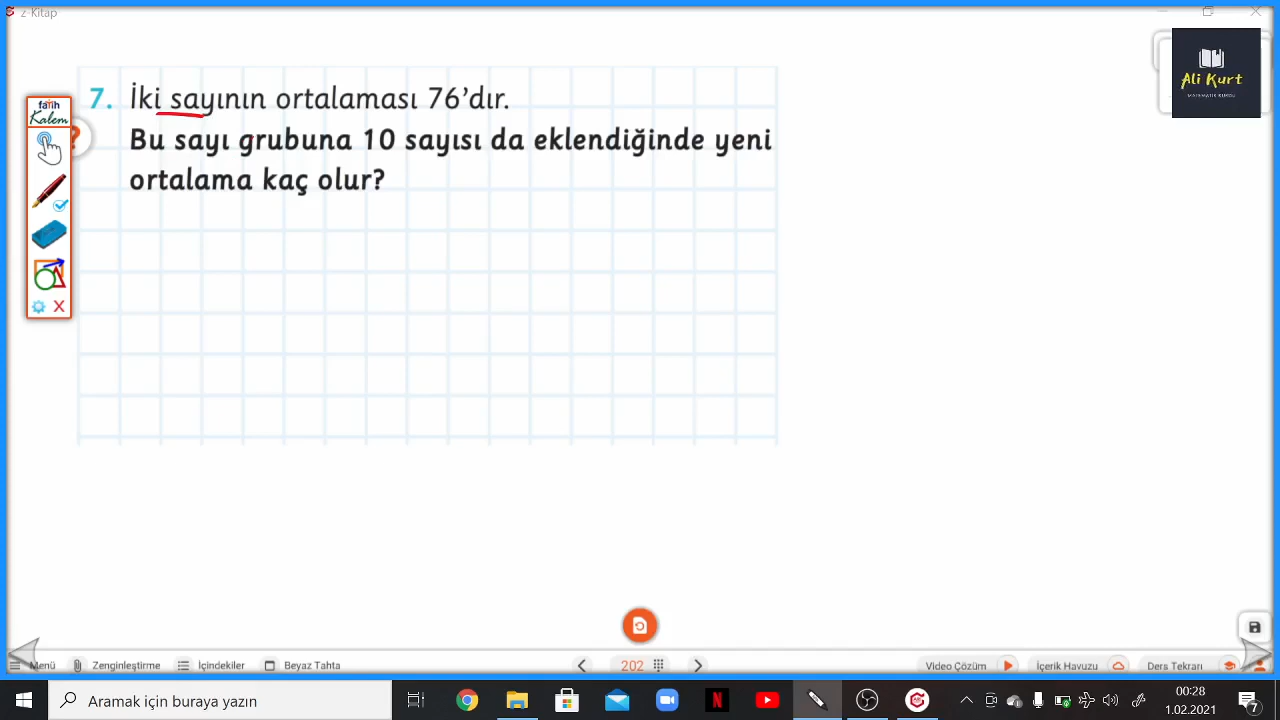 z-Kitap
Ali Kurt
fatih
Kalem
7. İki sayının ortalaması 76'dır.
Bu sayı grubuna 10 sayısı da eklendiğinde yeni
ortalama kaç olur?
Menü Zenginleştirme İçindekiler Beyaz Tahta 202 Video Çözüm İçerik Havuzu Ders Tekrarı
Aramak için buraya yazın
00:28
1.02.2021
7